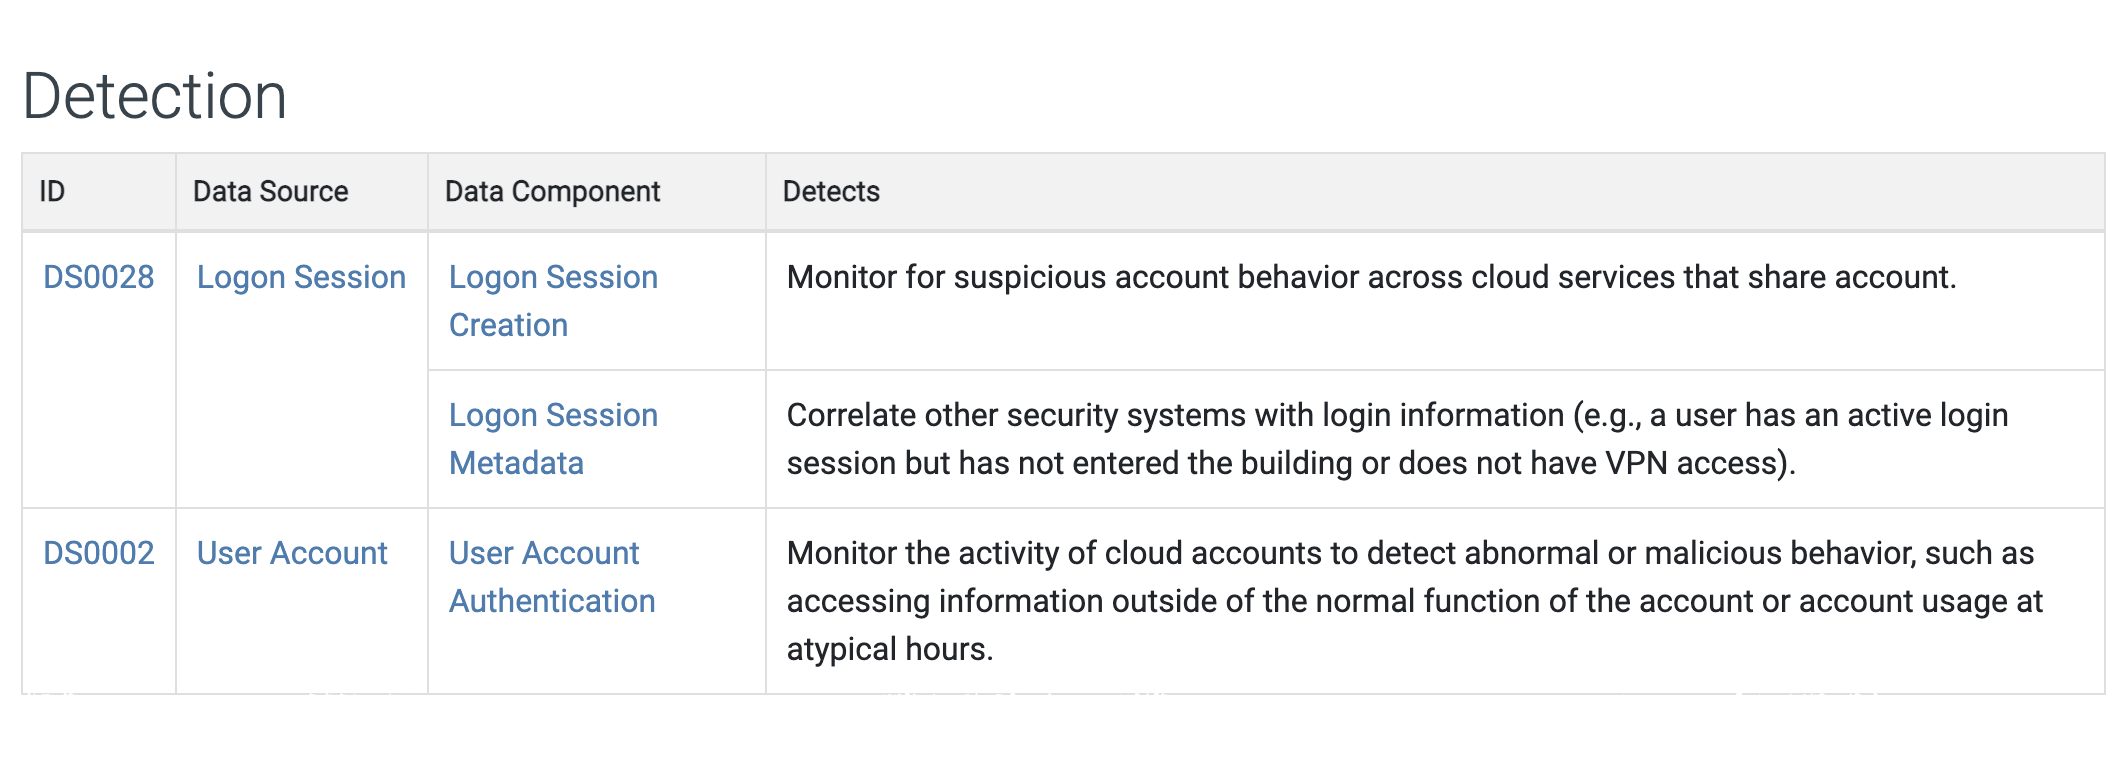 Detection
ID
Data Source
Data Component
Detects
DS0028
Logon Session
Logon Session
Creation
Monitor for suspicious account behavior across cloud services that share account.
Logon Session
Metadata
Correlate other security systems with login information (e.g., a user has an active login
session but has not entered the building or does not have VPN access).
DS0002
User Account
User Account
Authentication
Monitor the activity of cloud accounts to detect abnormal or malicious behavior, such as
accessing information outside of the normal function of the account or account usage at
atypical hours.